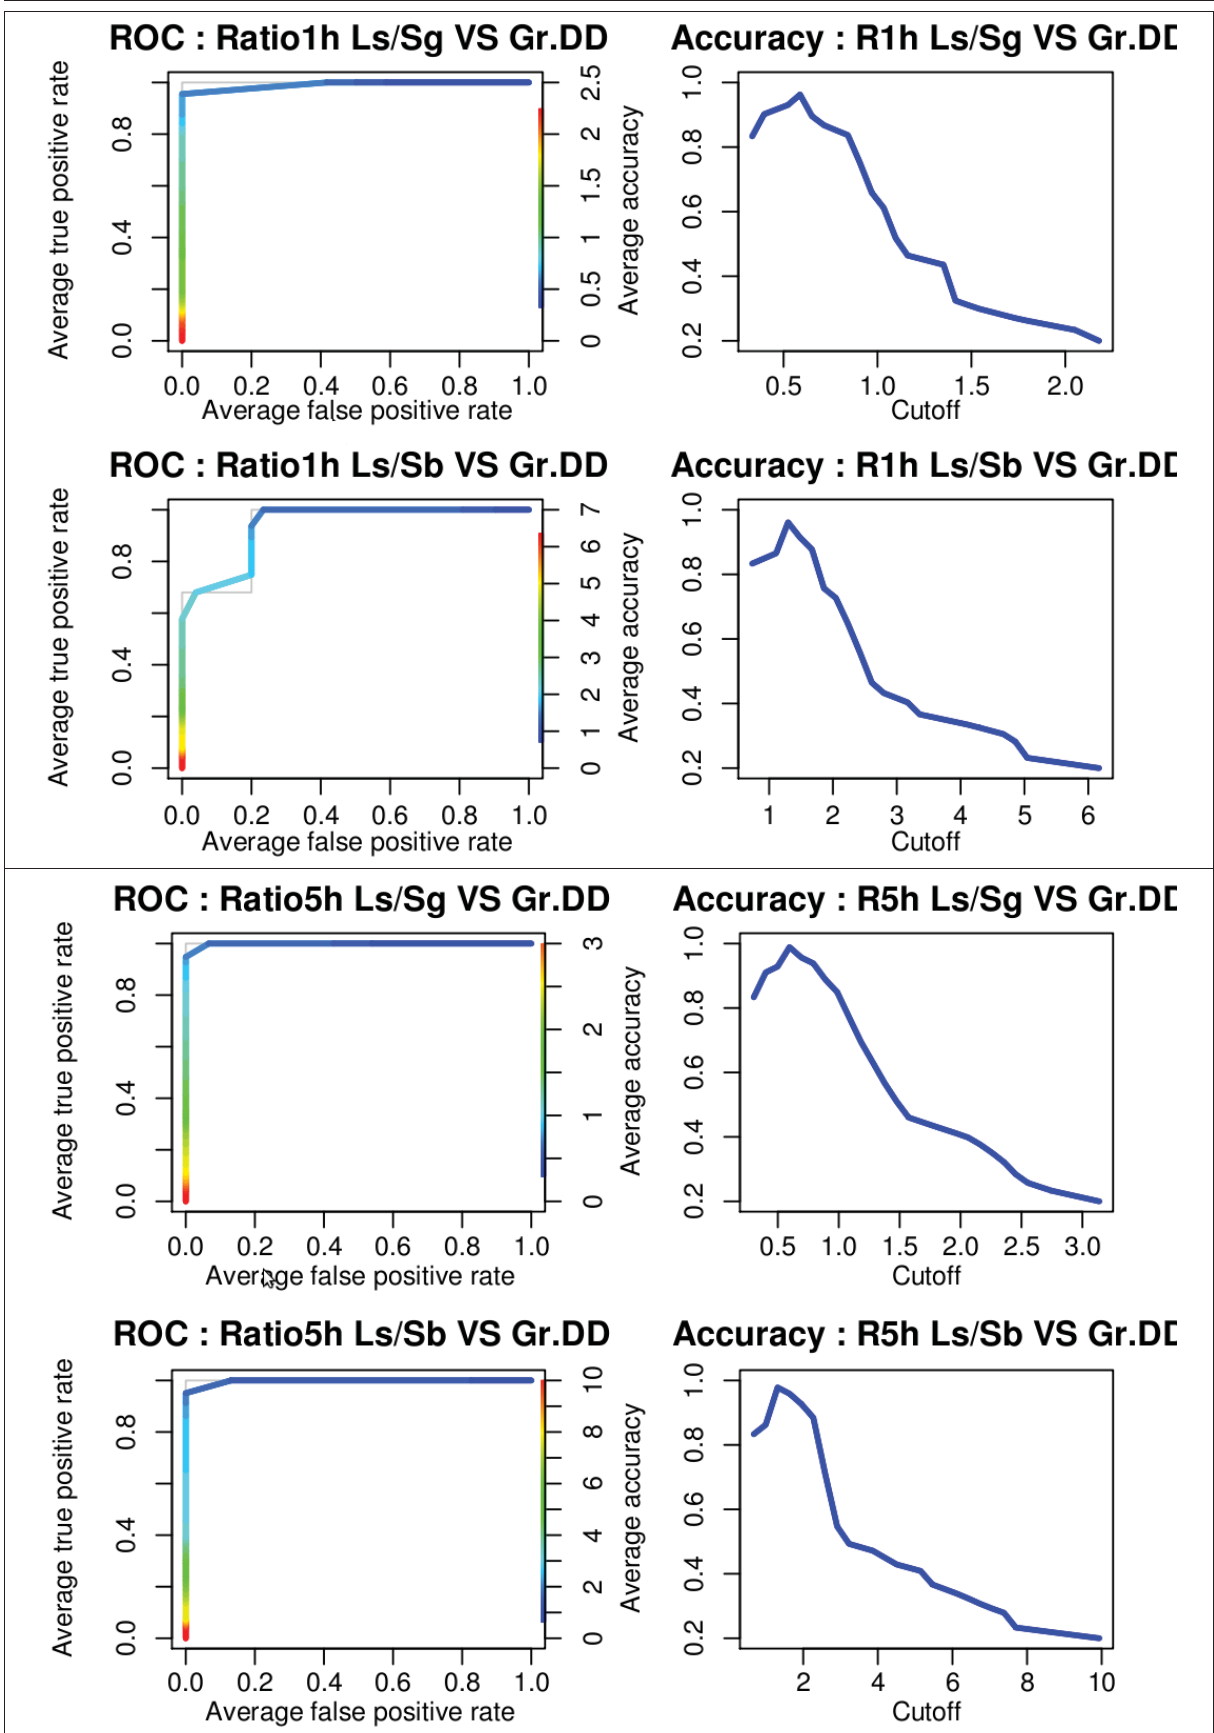 ROC : Ratio1h Ls/Sg VS Gr.DD
Average true positive rate
0.0 0.4 0.8
0.0 0.2 0.4 0.6 0.8 1.0
Average false positive rate
0 0.5 1 1.5 2 2.5
Accuracy : R1h Ls/Sg VS Gr.DD
Average accuracy
0.2 0.4 0.6 0.8 1.0
0.5 1.0 1.5 2.0
Cutoff
ROC : Ratio1h Ls/Sb VS Gr.DD
Average true positive rate
0.0 0.4 0.8
0.0 0.2 0.4 0.6 0.8 1.0
Average false positive rate
0 1 2 3 4 5 6 7
Accuracy : R1h Ls/Sb VS Gr.DD
Average accuracy
0.2 0.4 0.6 0.8 1.0
1 2 3 4 5 6
Cutoff
ROC : Ratio5h Ls/Sg VS Gr.DD
Average true positive rate
0.0 0.4 0.8
0.0 0.2 0.4 0.6 0.8 1.0
Average false positive rate
0 1 2 3
Accuracy : R5h Ls/Sg VS Gr.DD
Average accuracy
0.2 0.4 0.6 0.8 1.0
0.5 1.0 1.5 2.0 2.5 3.0
Cutoff
ROC : Ratio5h Ls/Sb VS Gr.DD
Average true positive rate
0.0 0.4 0.8
0.0 0.2 0.4 0.6 0.8 1.0
Average false positive rate
0 2 4 6 8 10
Accuracy : R5h Ls/Sb VS Gr.DD
Average accuracy
0.2 0.4 0.6 0.8 1.0
2 4 6 8 10
Cutoff